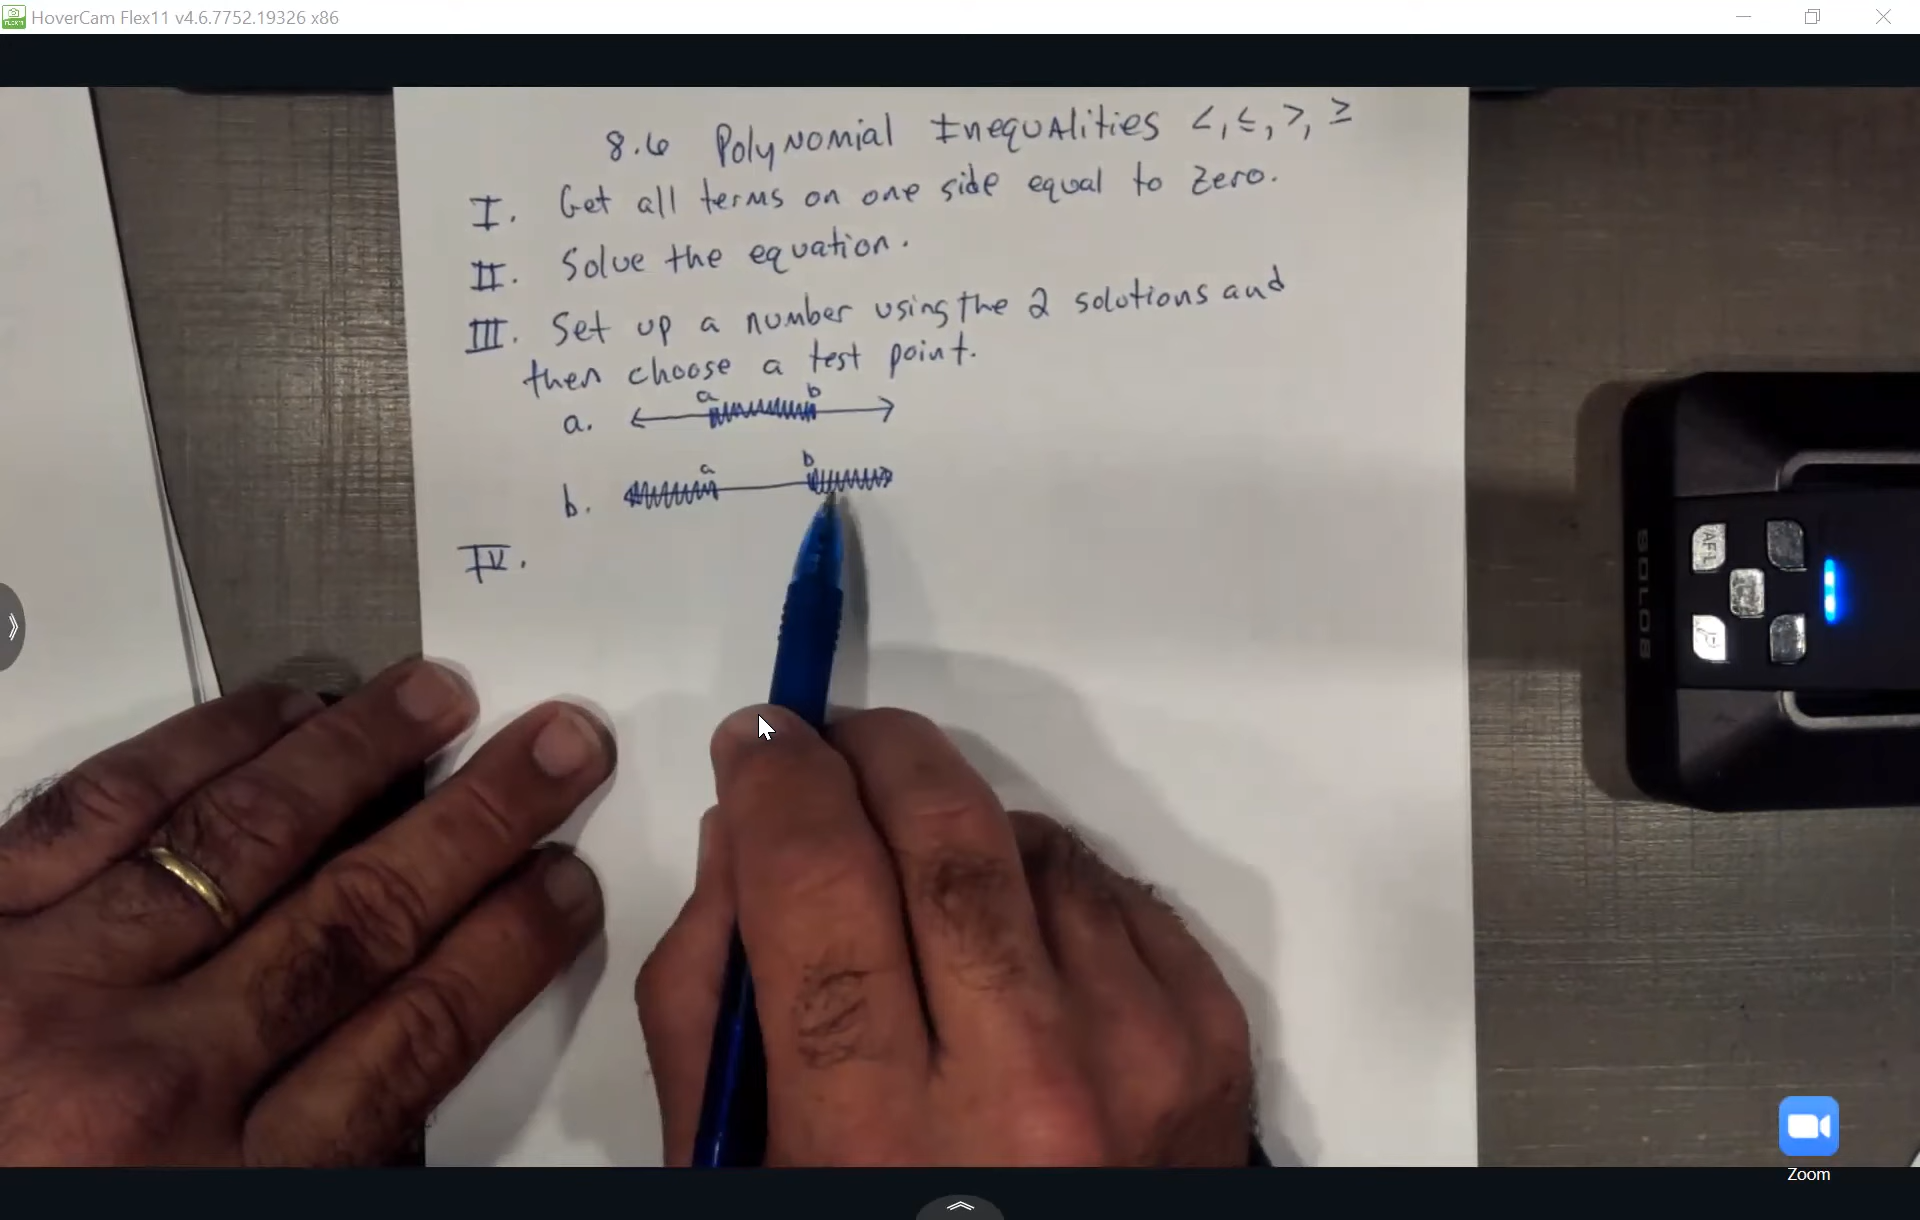 HoverCam Flex11 v4.6.7752.19326 x86
8.6 Polynomial Inequalities <, ≤, >, ≥
I. Get all terms on one side equal to zero.
II. Solve the equation.
III. Set up a number using the 2 solutions and
then choose a test point.
a. a b
b. a b
IV.
SOLO8
AF
Zoom